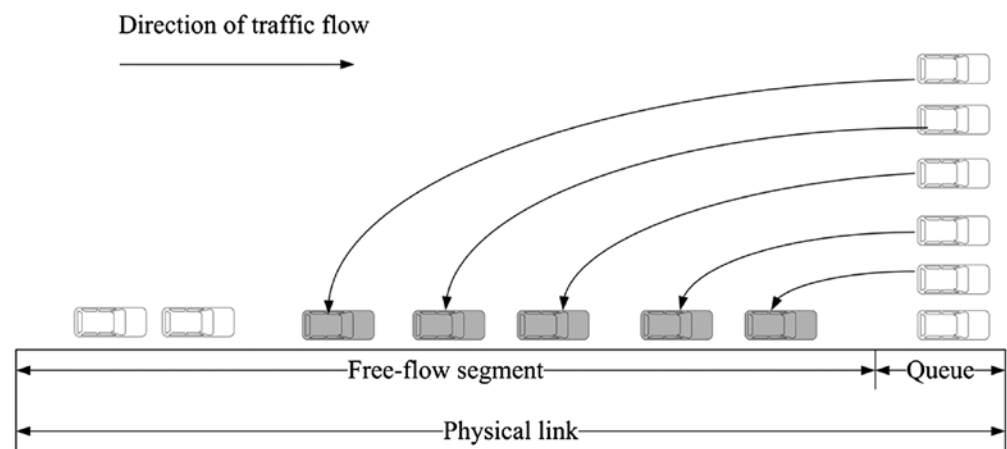 Direction of traffic flow
Free-flow segment
Queue
Physical link